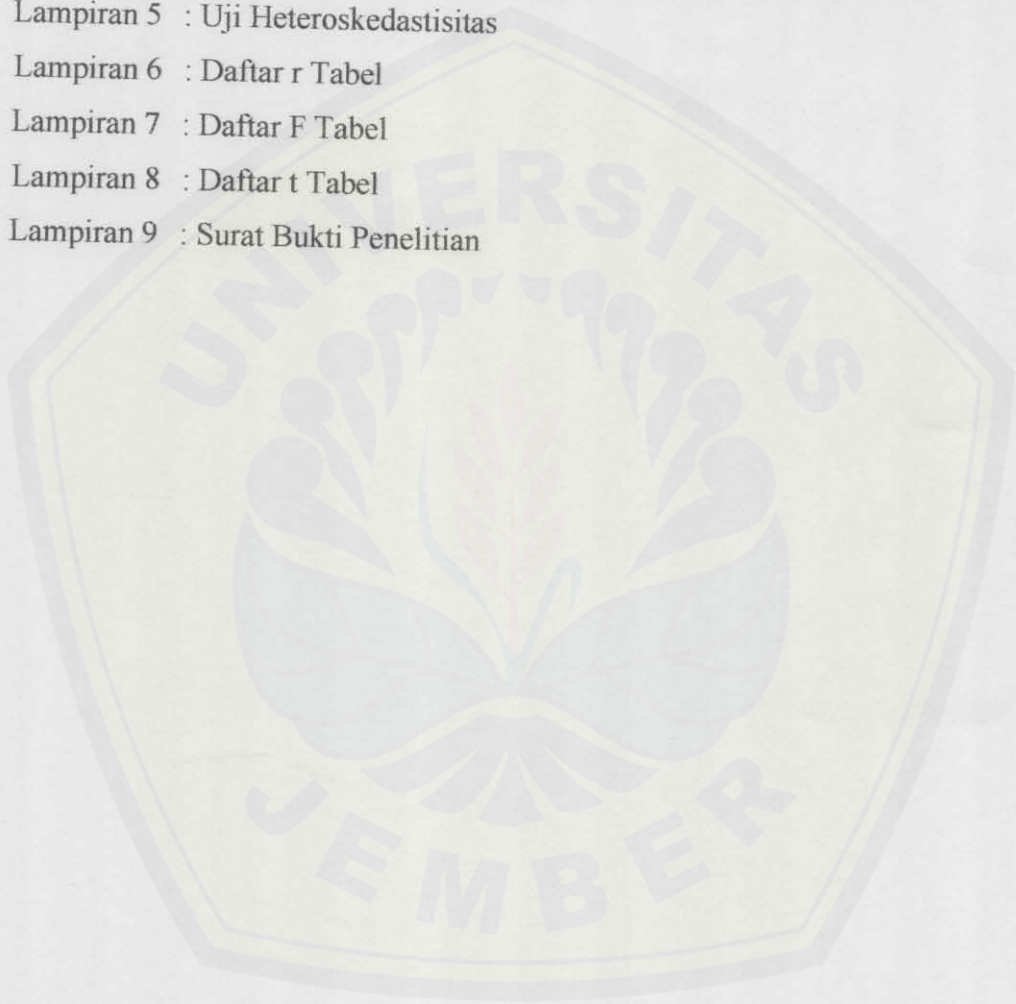 Lampiran 5 : Uji Heteroskedastisitas
Lampiran 6 : Daftar r Tabel
Lampiran 7 : Daftar F Tabel
Lampiran 8 : Daftar t Tabel
Lampiran 9 : Surat Bukti Penelitian
UNIVERSITAS
JEMBER